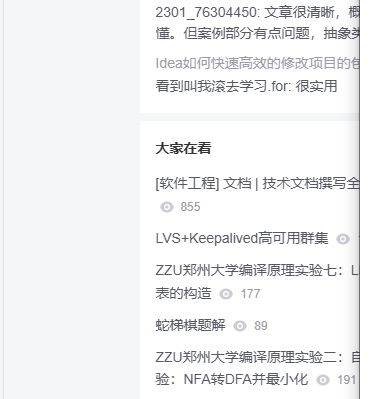 2301_76304450: 文章很清晰，概
懂。但案例部分有点问题，抽象类
Idea如何快速高效的修改项目的包
看到叫我滚去学习.for: 很实用
大家在看
[软件工程] 文档 | 技术文档撰写全
855
LVS+Keepalived高可用群集
ZZU郑州大学编译原理实验七：L
表的构造 177
蛇梯棋题解 89
ZZU郑州大学编译原理实验二：自
验：NFA转DFA并最小化 191